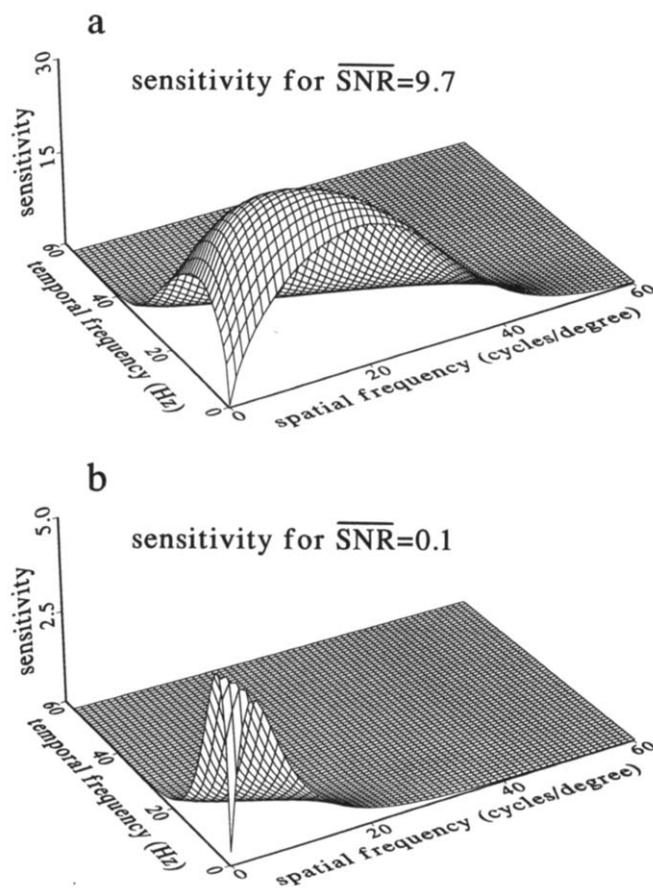 a
sensitivity for SNR=9.7
30
15
sensitivity
60
40
20
0
temporal frequency (Hz)
0
20
40
60
spatial frequency (cycles/degree)
b
sensitivity for SNR=0.1
5.0
2.5
sensitivity
60
40
20
0
temporal frequency (Hz)
0
20
40
60
spatial frequency (cycles/degree)